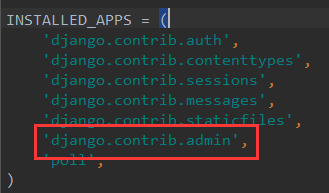 INSTALLED_APPS = (
'django.contrib.auth',
'django.contrib.contenttypes',
'django.contrib.sessions',
'django.contrib.messages',
'django.contrib.staticfiles',
'django.contrib.admin',
'poll',
)